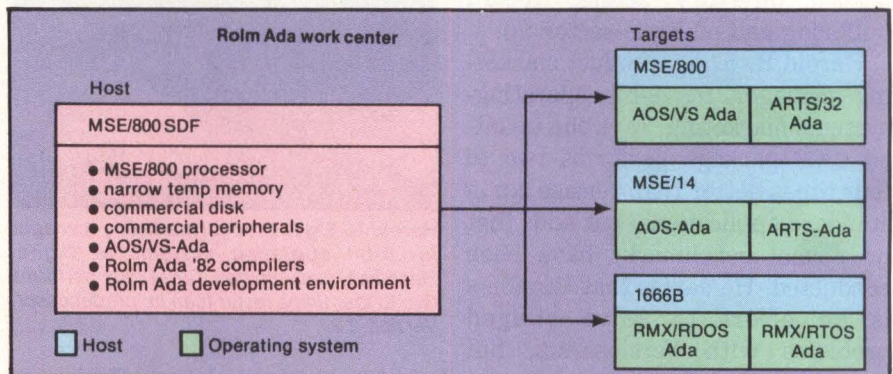 Rolm Ada work center
Host
MSE/800 SDF
● MSE/800 processor
● narrow temp memory
● commercial disk
● commercial peripherals
● AOS/VS-Ada
● Rolm Ada '82 compilers
● Rolm Ada development environment
Host
Operating system
Targets
MSE/800
AOS/VS Ada
ARTS/32
Ada
MSE/14
AOS-Ada
ARTS-Ada
1666B
RMX/RDOS
Ada
RMX/RTOS
Ada